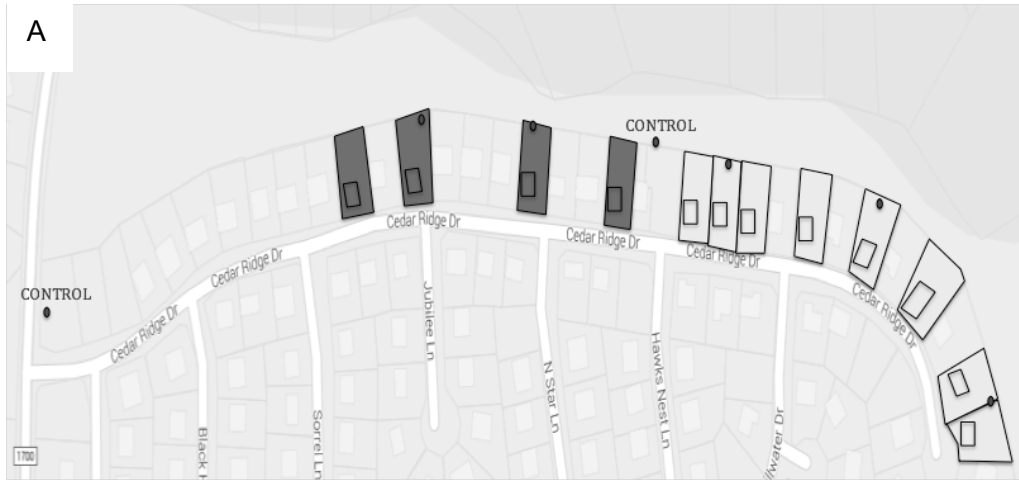 A
CONTROL
Cedar Ridge Dr
Cedar Ridge Dr
Cedar Ridge Dr
Cedar Ridge Dr
Cedar Ridge Dr
Cedar Ridge Dr
CONTROL
Jubilee Ln
N Star Ln
Hawks Nest Ln
Sorrel Ln
Black
1700